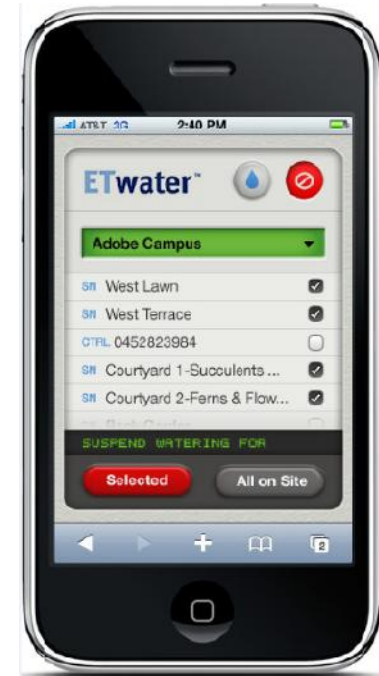 AT&T 3G 2:40 PM
ETwater™
Adobe Campus
SN West Lawn
SN West Terrace
CTRL 0452823984
SN Courtyard 1-Succulents ...
SN Courtyard 2-Ferns & Flow...
SUSPEND WATERING FOR
Selected All on Site
2